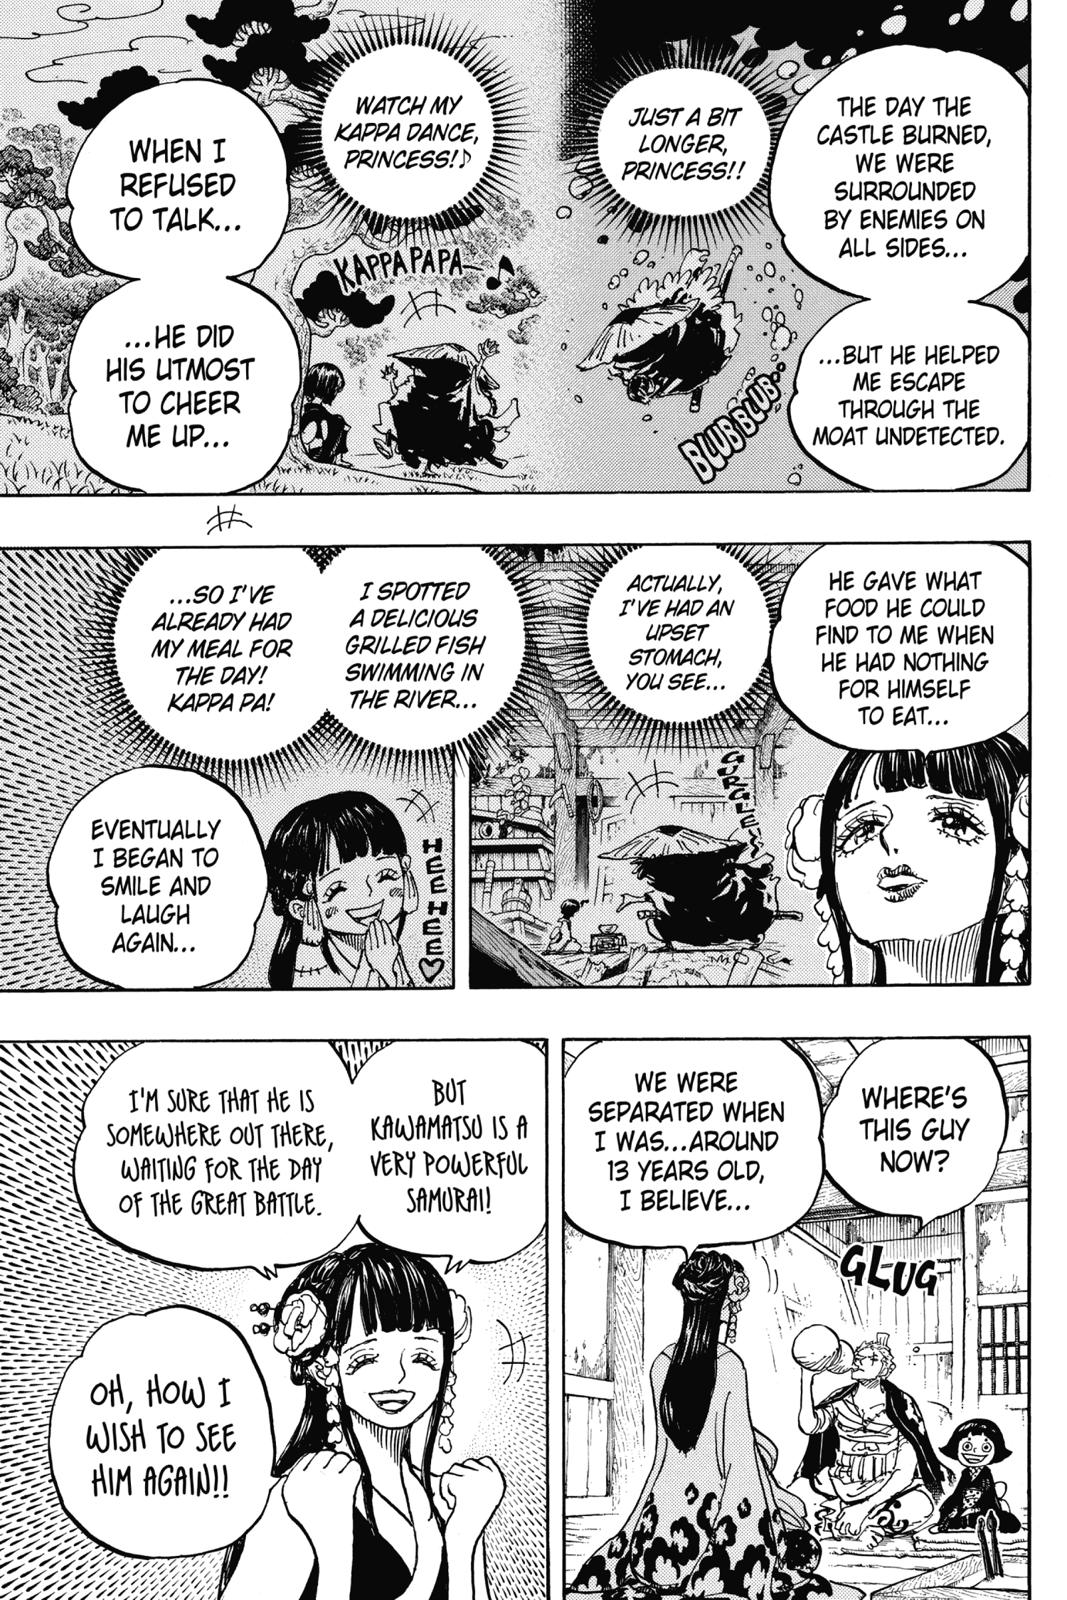 THE DAY THE
CASTLE BURNED,
WE WERE
SURROUNDED
BY ENEMIES ON
ALL SIDES...
...BUT HE HELPED
ME ESCAPE
THROUGH THE
MOAT UNDETECTED.
JUST A BIT
LONGER,
PRINCESS!!
BLUB BLUB...
WATCH MY
KAPPA DANCE,
PRINCESS!♪
KAPPAPAPA~♪
WHEN I
REFUSED
TO TALK...
...HE DID
HIS UTMOST
TO CHEER
ME UP...
HE GAVE WHAT
FOOD HE COULD
FIND TO ME WHEN
HE HAD NOTHING
FOR HIMSELF
TO EAT...
ACTUALLY,
I'VE HAD AN
UPSET
STOMACH,
YOU SEE...
GURGLE...
I SPOTTED
A DELICIOUS
GRILLED FISH
SWIMMING IN
THE RIVER...
...SO I'VE
ALREADY HAD
MY MEAL FOR
THE DAY!
KAPPA PA!
EVENTUALLY
I BEGAN TO
SMILE AND
LAUGH
AGAIN...
HEE HEE♡
WHERE'S
THIS GUY
NOW?
GLUG
WE WERE
SEPARATED WHEN
I WAS...AROUND
13 YEARS OLD,
I BELIEVE...
BUT
KAWAMATSU IS A
VERY POWERFUL
SAMURAI!
I'M SURE THAT HE IS
SOMEWHERE OUT THERE,
WAITING FOR THE DAY
OF THE GREAT BATTLE.
OH, HOW I
WISH TO SEE
HIM AGAIN!!